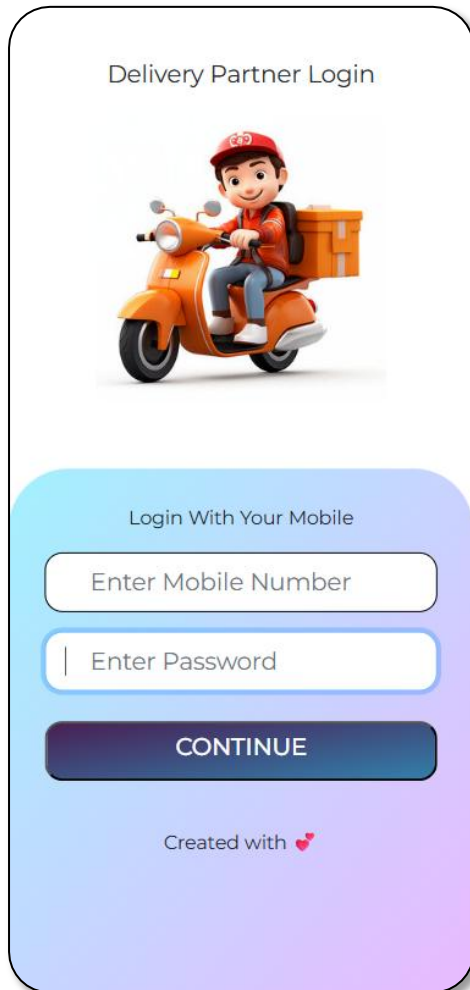 Delivery Partner Login
Login With Your Mobile
Enter Mobile Number
Enter Password
CONTINUE
Created with 💕